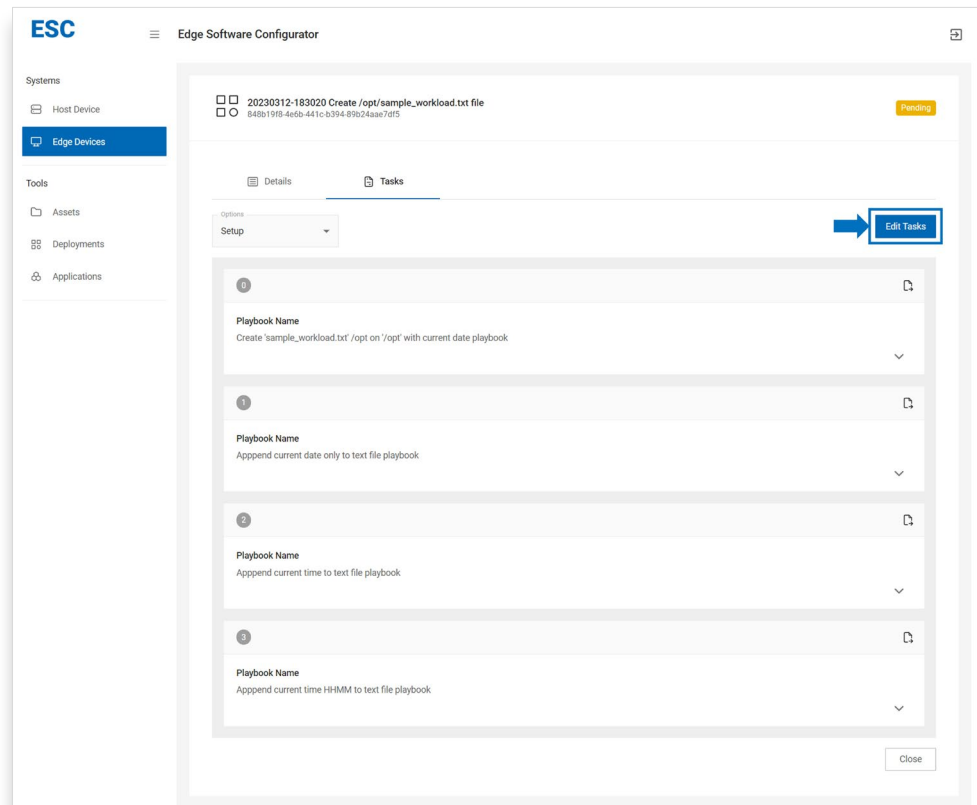 ESC
Edge Software Configurator
Systems
Host Device
Edge Devices
Tools
Assets
Deployments
Applications
20230312-183020 Create /opt/sample_workload.txt file
848b19f8-4e6b-441c-b394-89b24aae7df5
Pending
Details
Tasks
Options
Setup
Edit Tasks
0
Playbook Name
Create 'sample_workload.txt' /opt on '/opt' with current date playbook
1
Playbook Name
Apppend current date only to text file playbook
2
Playbook Name
Apppend current time to text file playbook
3
Playbook Name
Apppend current time HHMM to text file playbook
Close